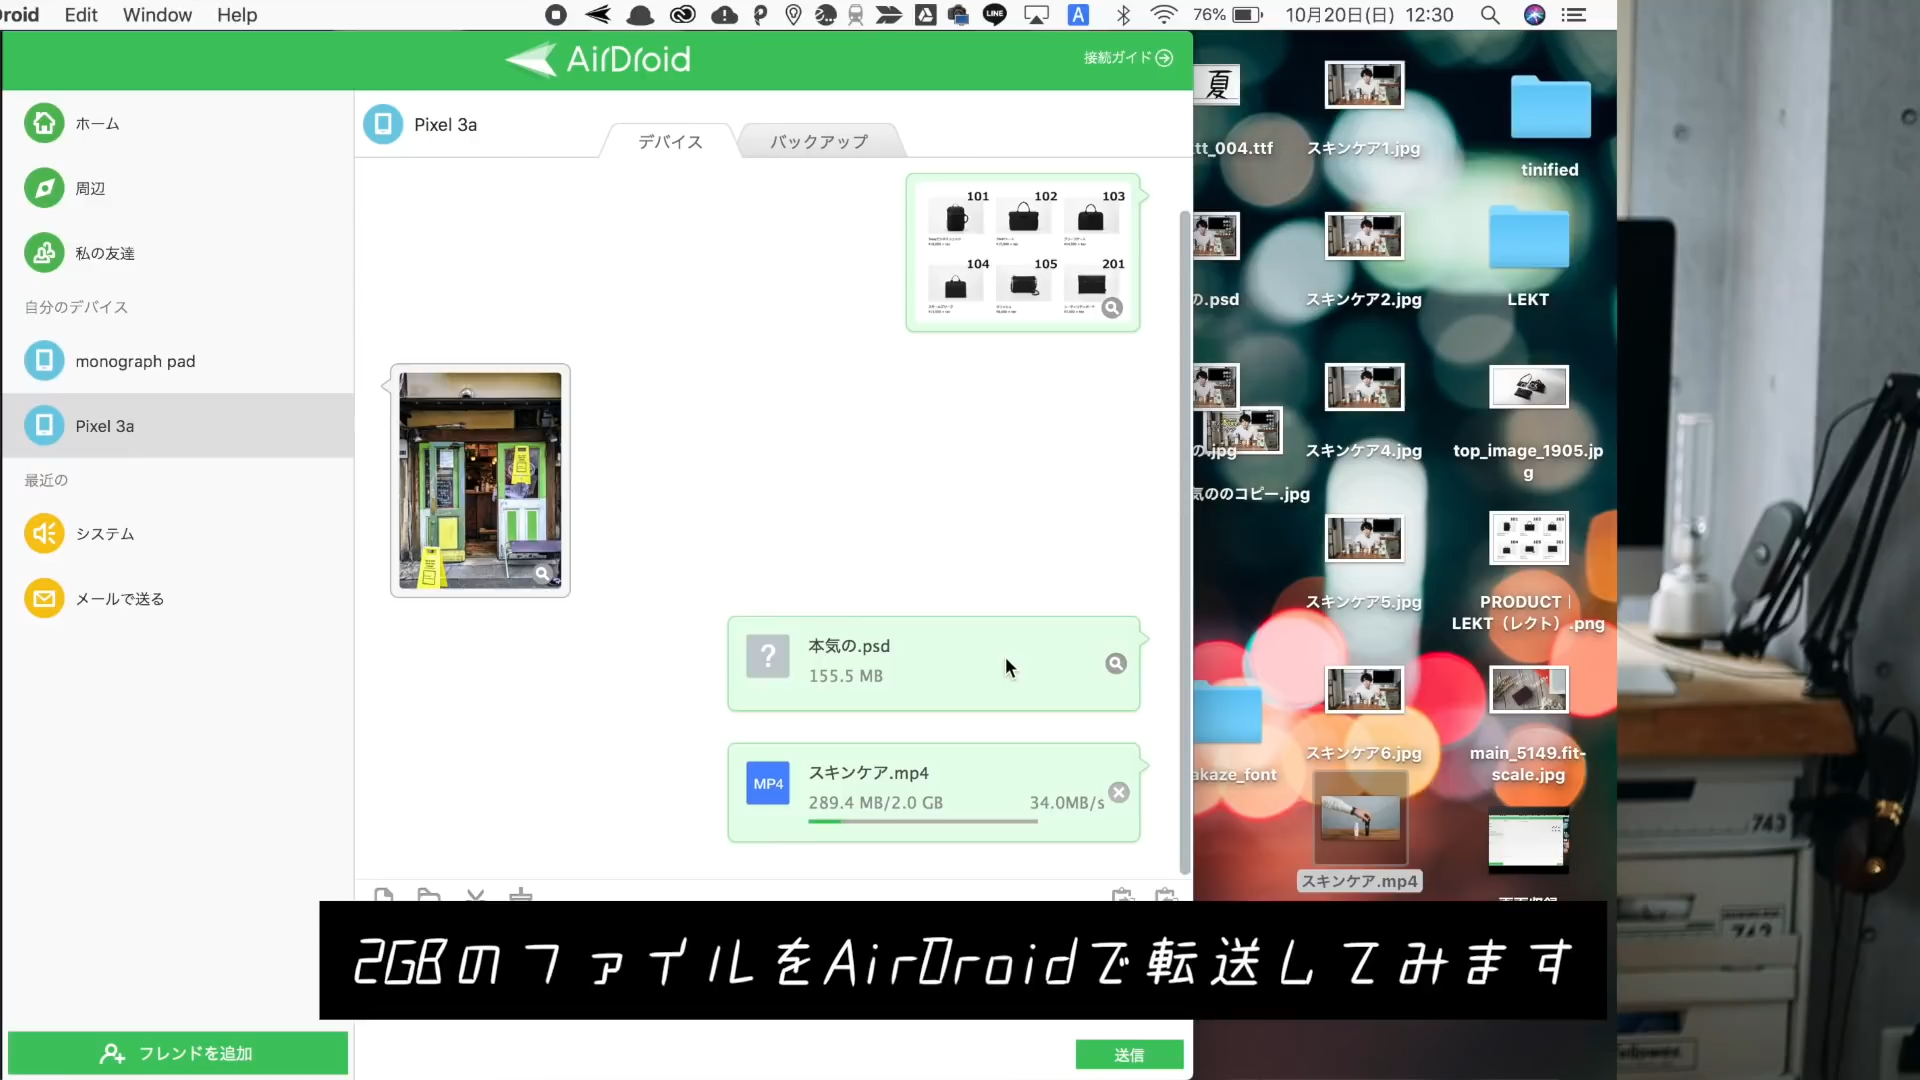 roid Edit Window Help
LINE
A
76%
10月20日(日) 12:30
AirDroid
接続ガイド
ホーム
周辺
私の友達
自分のデバイス
monograph pad
Pixel 3a
最近の
システム
メールで送る
フレンドを追加
Pixel 3a
デバイス
バックアップ
101 102 103
104 105 201
?
本気の.psd
155.5 MB
MP4
スキンケア.mp4
289.4 MB/2.0 GB
34.0MB/s
送信
夏
tt_004.ttf
スキンケア1.jpg
tinified
の.psd
スキンケア2.jpg
LEKT
の.jpg
スキンケア4.jpg
top_image_1905.jp
g
気ののコピー.jpg
スキンケア5.jpg
PRODUCT |
LEKT（レクト）.png
akaze_font
スキンケア6.jpg
main_5149.fit-
scale.jpg
スキンケア.mp4
2GBのファイルをAirDroidで転送してみます
743
742